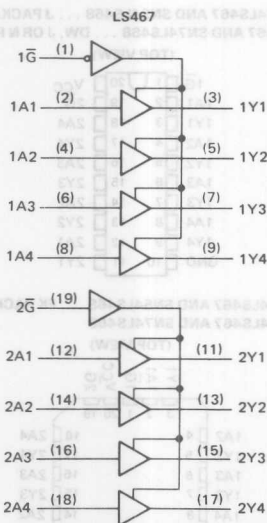 'LS467
1G̅ (1)
1A1 (2) (3) 1Y1
1A2 (4) (5) 1Y2
1A3 (6) (7) 1Y3
1A4 (8) (9) 1Y4
2G̅ (19)
2A1 (12) (11) 2Y1
2A2 (14) (13) 2Y2
2A3 (16) (15) 2Y3
2A4 (18) (17) 2Y4